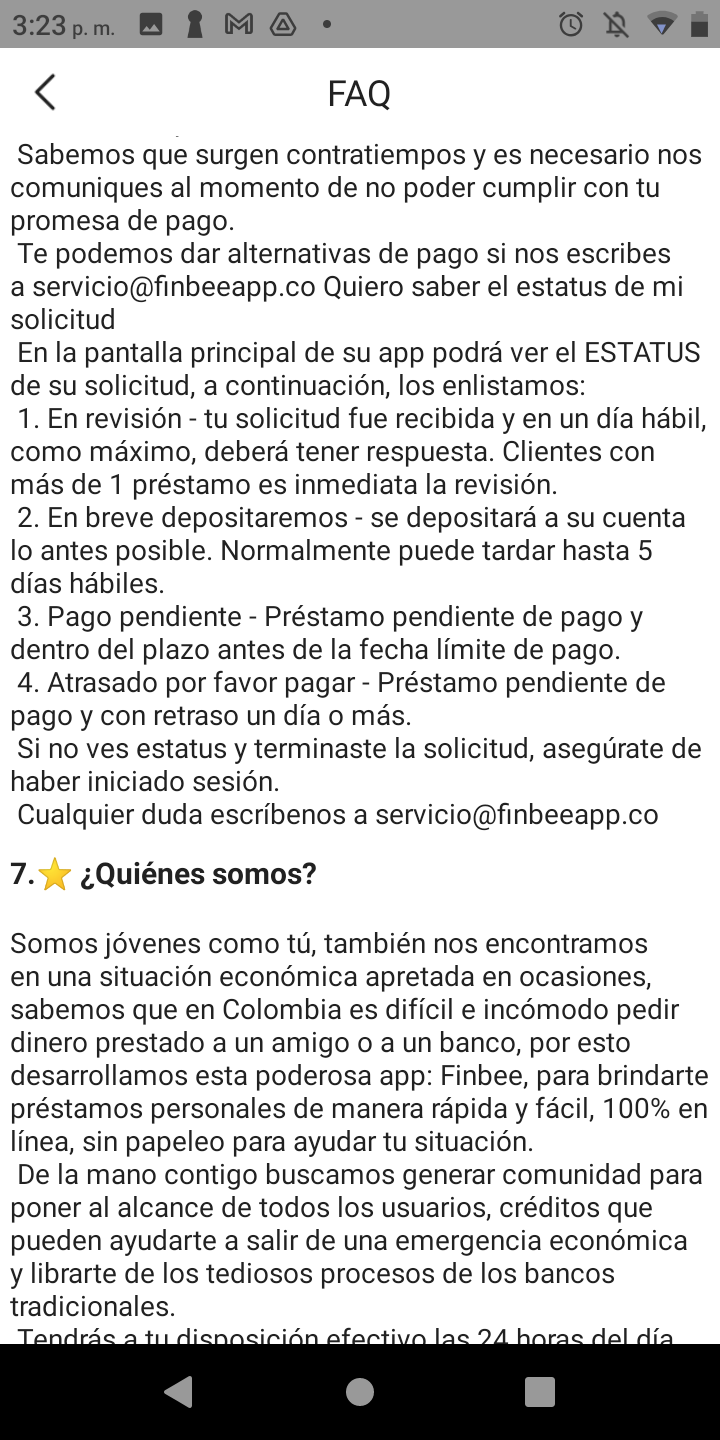 3:23 p. m.
FAQ
Sabemos que surgen contratiempos y es necesario nos
comuniques al momento de no poder cumplir con tu
promesa de pago.
Te podemos dar alternativas de pago si nos escribes
a servicio@finbeeapp.co Quiero saber el estatus de mi
solicitud
En la pantalla principal de su app podrá ver el ESTATUS
de su solicitud, a continuación, los enlistamos:
1. En revisión - tu solicitud fue recibida y en un día hábil,
como máximo, deberá tener respuesta. Clientes con
más de 1 préstamo es inmediata la revisión.
2. En breve depositaremos - se depositará a su cuenta
lo antes posible. Normalmente puede tardar hasta 5
días hábiles.
3. Pago pendiente - Préstamo pendiente de pago y
dentro del plazo antes de la fecha límite de pago.
4. Atrasado por favor pagar - Préstamo pendiente de
pago y con retraso un día o más.
Si no ves estatus y terminaste la solicitud, asegúrate de
haber iniciado sesión.
Cualquier duda escríbenos a servicio@finbeeapp.co
7.⭐ ¿Quiénes somos?
Somos jóvenes como tú, también nos encontramos
en una situación económica apretada en ocasiones,
sabemos que en Colombia es difícil e incómodo pedir
dinero prestado a un amigo o a un banco, por esto
desarrollamos esta poderosa app: Finbee, para brindarte
préstamos personales de manera rápida y fácil, 100% en
línea, sin papeleo para ayudar tu situación.
De la mano contigo buscamos generar comunidad para
poner al alcance de todos los usuarios, créditos que
pueden ayudarte a salir de una emergencia económica
y librarte de los tediosos procesos de los bancos
tradicionales.
Tendrás a tu disposición efectivo las 24 horas del día